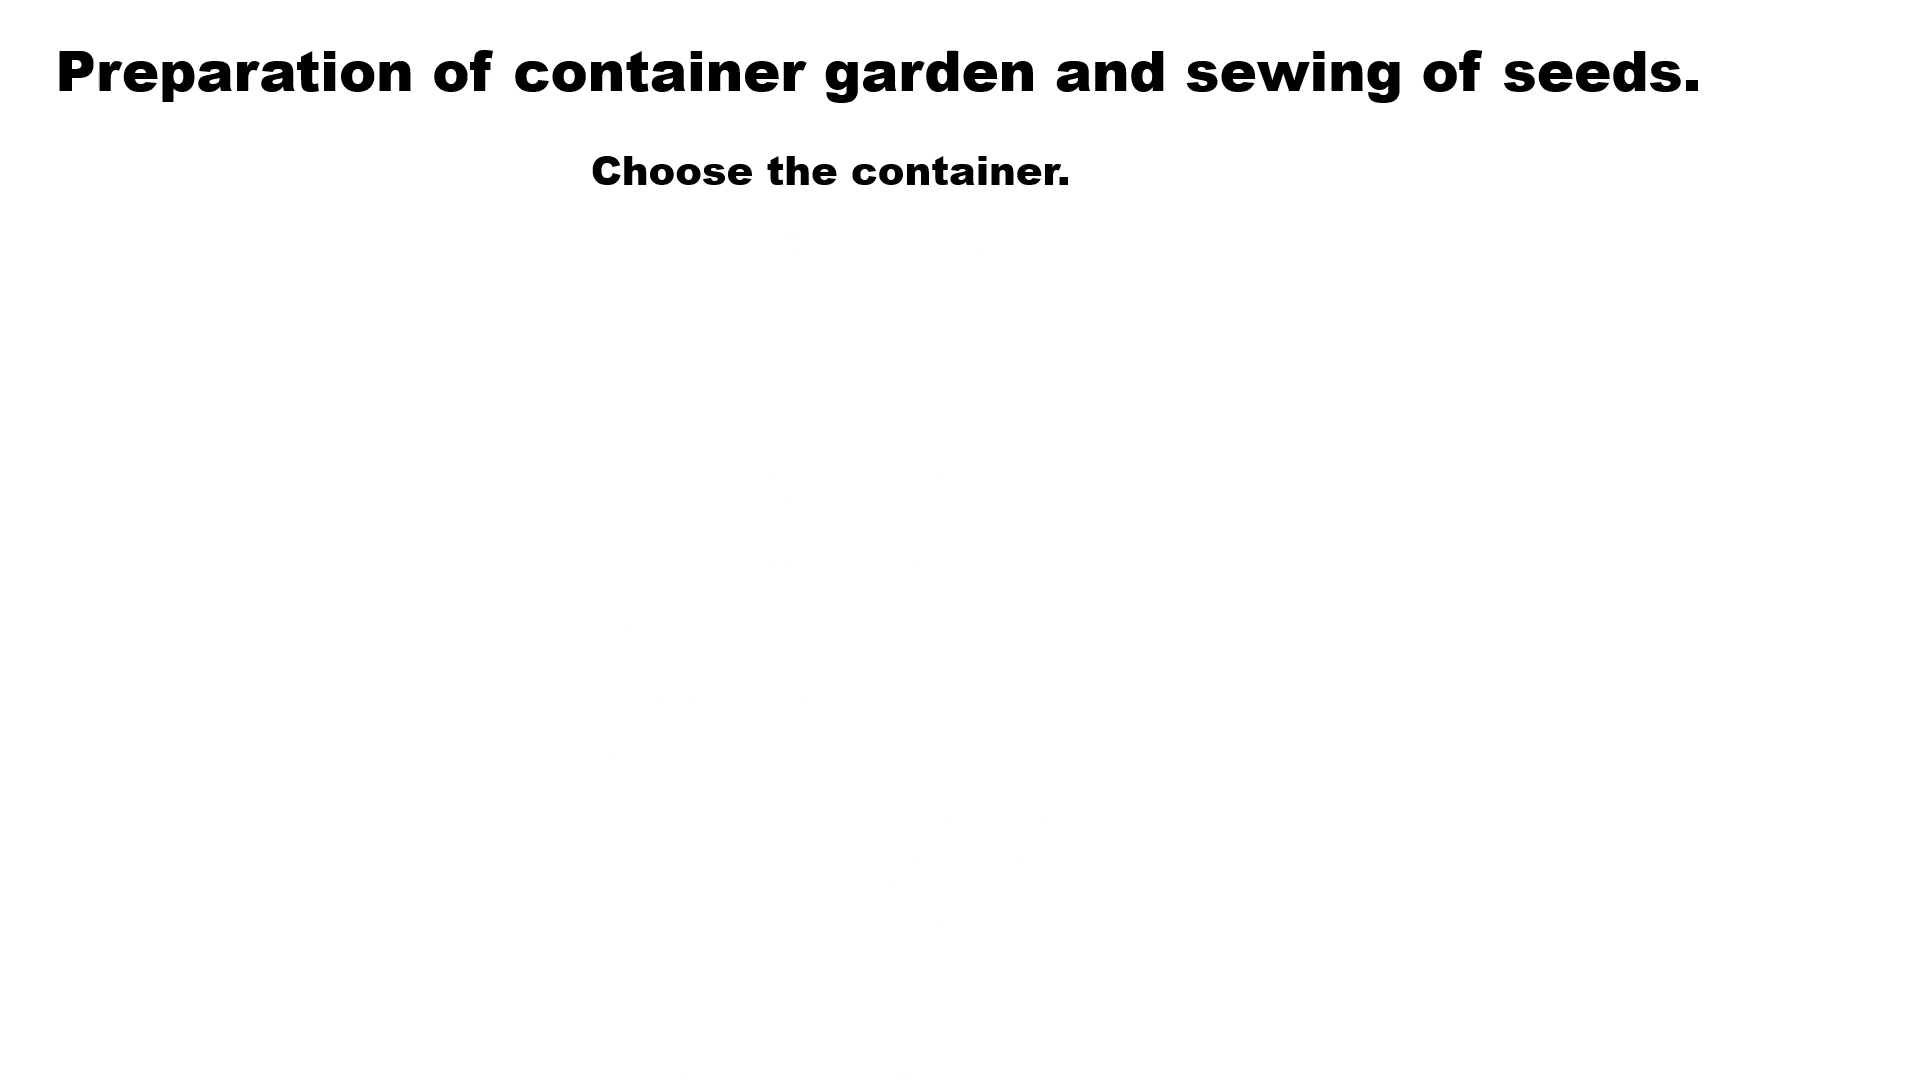 Preparation of container garden and sewing of seeds.
Choose the container.